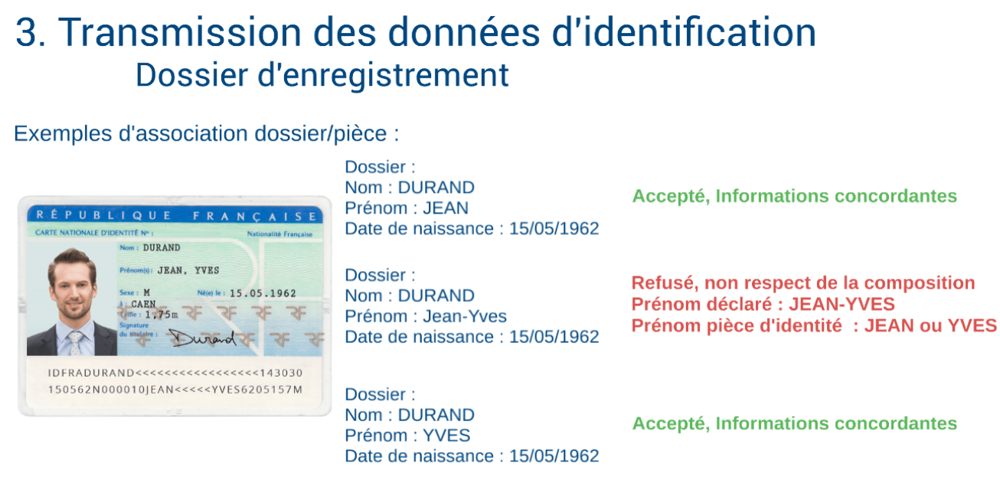 3. Transmission des données d'identification
Dossier d'enregistrement
Exemples d'association dossier/pièce :
RÉPUBLIQUE FRANÇAISE
CARTE NATIONALE D'IDENTITÉ Nº :
Nationalité Française
Nom : DURAND
Prénom(s) : JEAN, YVES
Sexe : M
Né(e) le : 15.05.1962
à : CAEN
Taille : 1,75m
Signature
du titulaire :
Durand
IDFRADURAND<<<<<<<<<<<<<<<<<<143030
150562N000010JEAN<<<<<YVES6205157M
Dossier :
Nom : DURAND
Prénom : JEAN
Date de naissance : 15/05/1962
Accepté, Informations concordantes
Dossier :
Nom : DURAND
Prénom : Jean-Yves
Date de naissance : 15/05/1962
Refusé, non respect de la composition
Prénom déclaré : JEAN-YVES
Prénom pièce d'identité : JEAN ou YVES
Dossier :
Nom : DURAND
Prénom : YVES
Date de naissance : 15/05/1962
Accepté, Informations concordantes